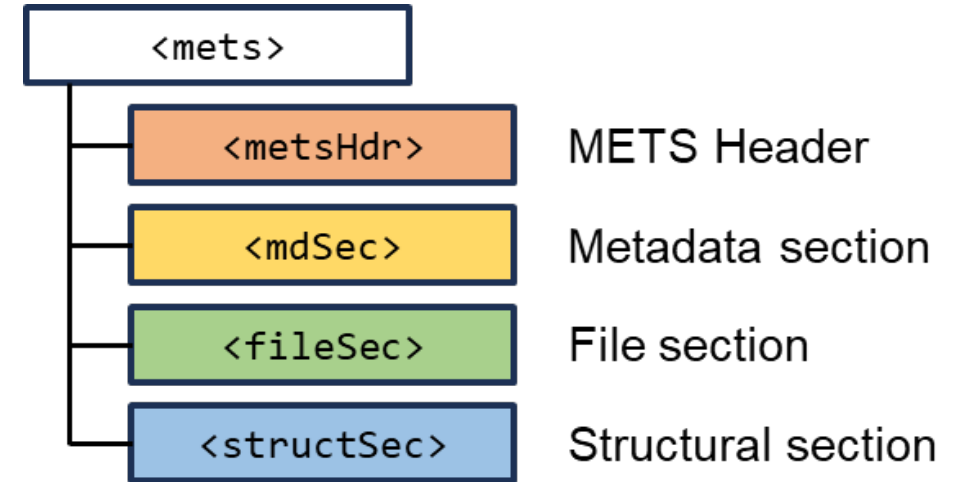 <mets>
<metsHdr> METS Header
<mdSec> Metadata section
<fileSec> File section
<structSec> Structural section